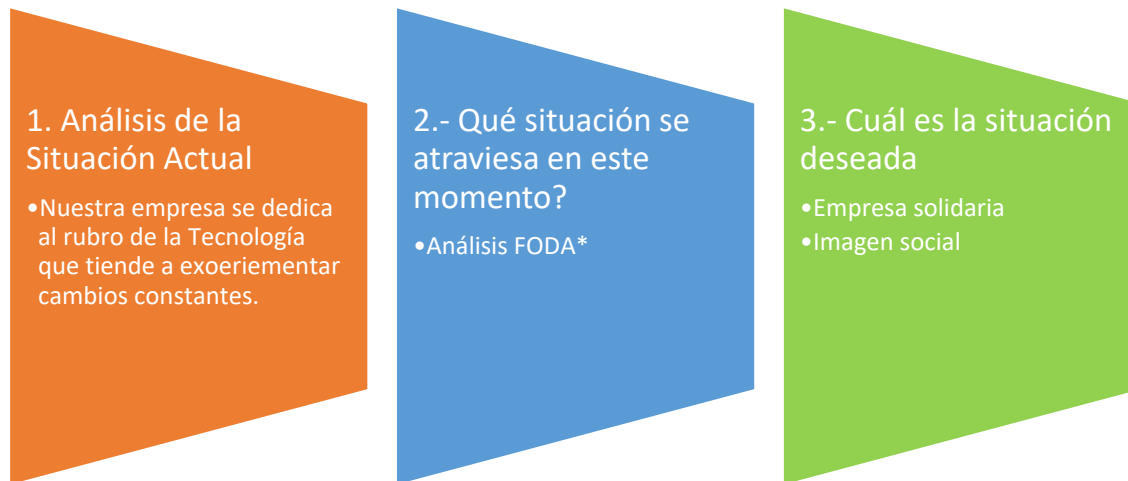 1. Análisis de la
Situación Actual
•Nuestra empresa se dedica
al rubro de la Tecnología
que tiende a exoeriementar
cambios constantes.
2.- Qué situación se
atraviesa en este
momento?
•Análisis FODA*
3.- Cuál es la situación
deseada
•Empresa solidaria
•Imagen social